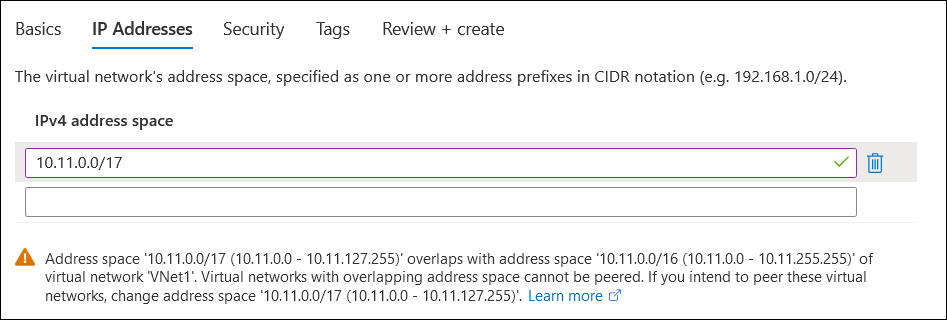 Basics IP Addresses Security Tags Review + create
The virtual network's address space, specified as one or more address prefixes in CIDR notation (e.g. 192.168.1.0/24).
IPv4 address space
10.11.0.0/17
Address space '10.11.0.0/17 (10.11.0.0 - 10.11.127.255)' overlaps with address space '10.11.0.0/16 (10.11.0.0 - 10.11.255.255)' of
virtual network 'VNet1'. Virtual networks with overlapping address space cannot be peered. If you intend to peer these virtual
networks, change address space '10.11.0.0/17 (10.11.0.0 - 10.11.127.255)'. Learn more